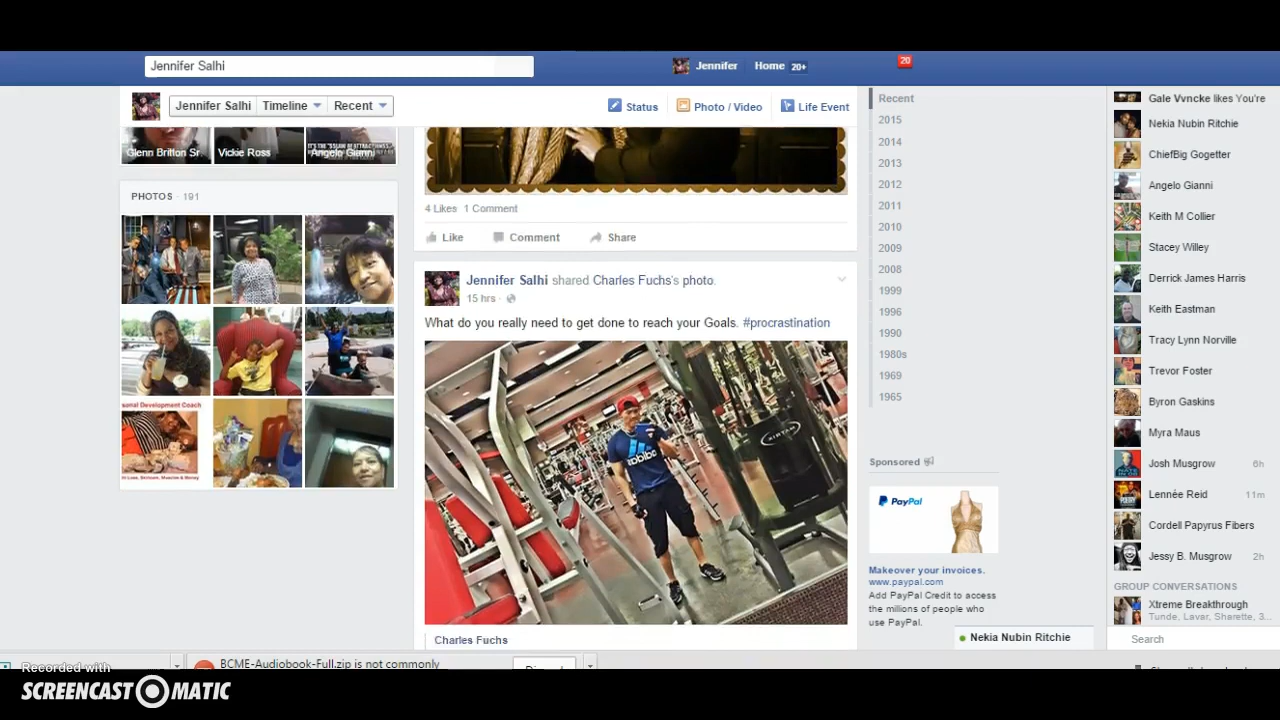 Jennifer Salhi
Jennifer Home 20+
20
Jennifer Salhi Timeline Recent
Status Photo / Video Life Event
Glenn Britton Sr Vickie Ross Angelo Gianni
PHOTOS · 191
sonal Development Coach
4 Likes 1 Comment
Like Comment Share
Jennifer Salhi shared Charles Fuchs's photo.
15 hrs ·
What do you really need to get done to reach your Goals. #procrastination
Charles Fuchs
Recent
2015
2014
2013
2012
2011
2010
2009
2008
1999
1996
1990
1980s
1969
1965
Sponsored
PayPal
Makeover your invoices.
www.paypal.com
Add PayPal Credit to access
the millions of people who
use PayPal.
Gale Vvncke likes You're
Nekia Nubin Ritchie
ChiefBig Gogetter
Angelo Gianni
Keith M Collier
Stacey Willey
Derrick James Harris
Keith Eastman
Tracy Lynn Norville
Trevor Foster
Byron Gaskins
Myra Maus
Josh Musgrow 6h
Lennée Reid 11m
Cordell Papyrus Fibers
Jessy B. Musgrow 2h
GROUP CONVERSATIONS
Xtreme Breakthrough
Tunde, Lavar, Sharette, 3...
Nekia Nubin Ritchie
Search
BCME-Audiobook-Full.zip is not commonly
Recorded with
SCREENCAST-O-MATIC